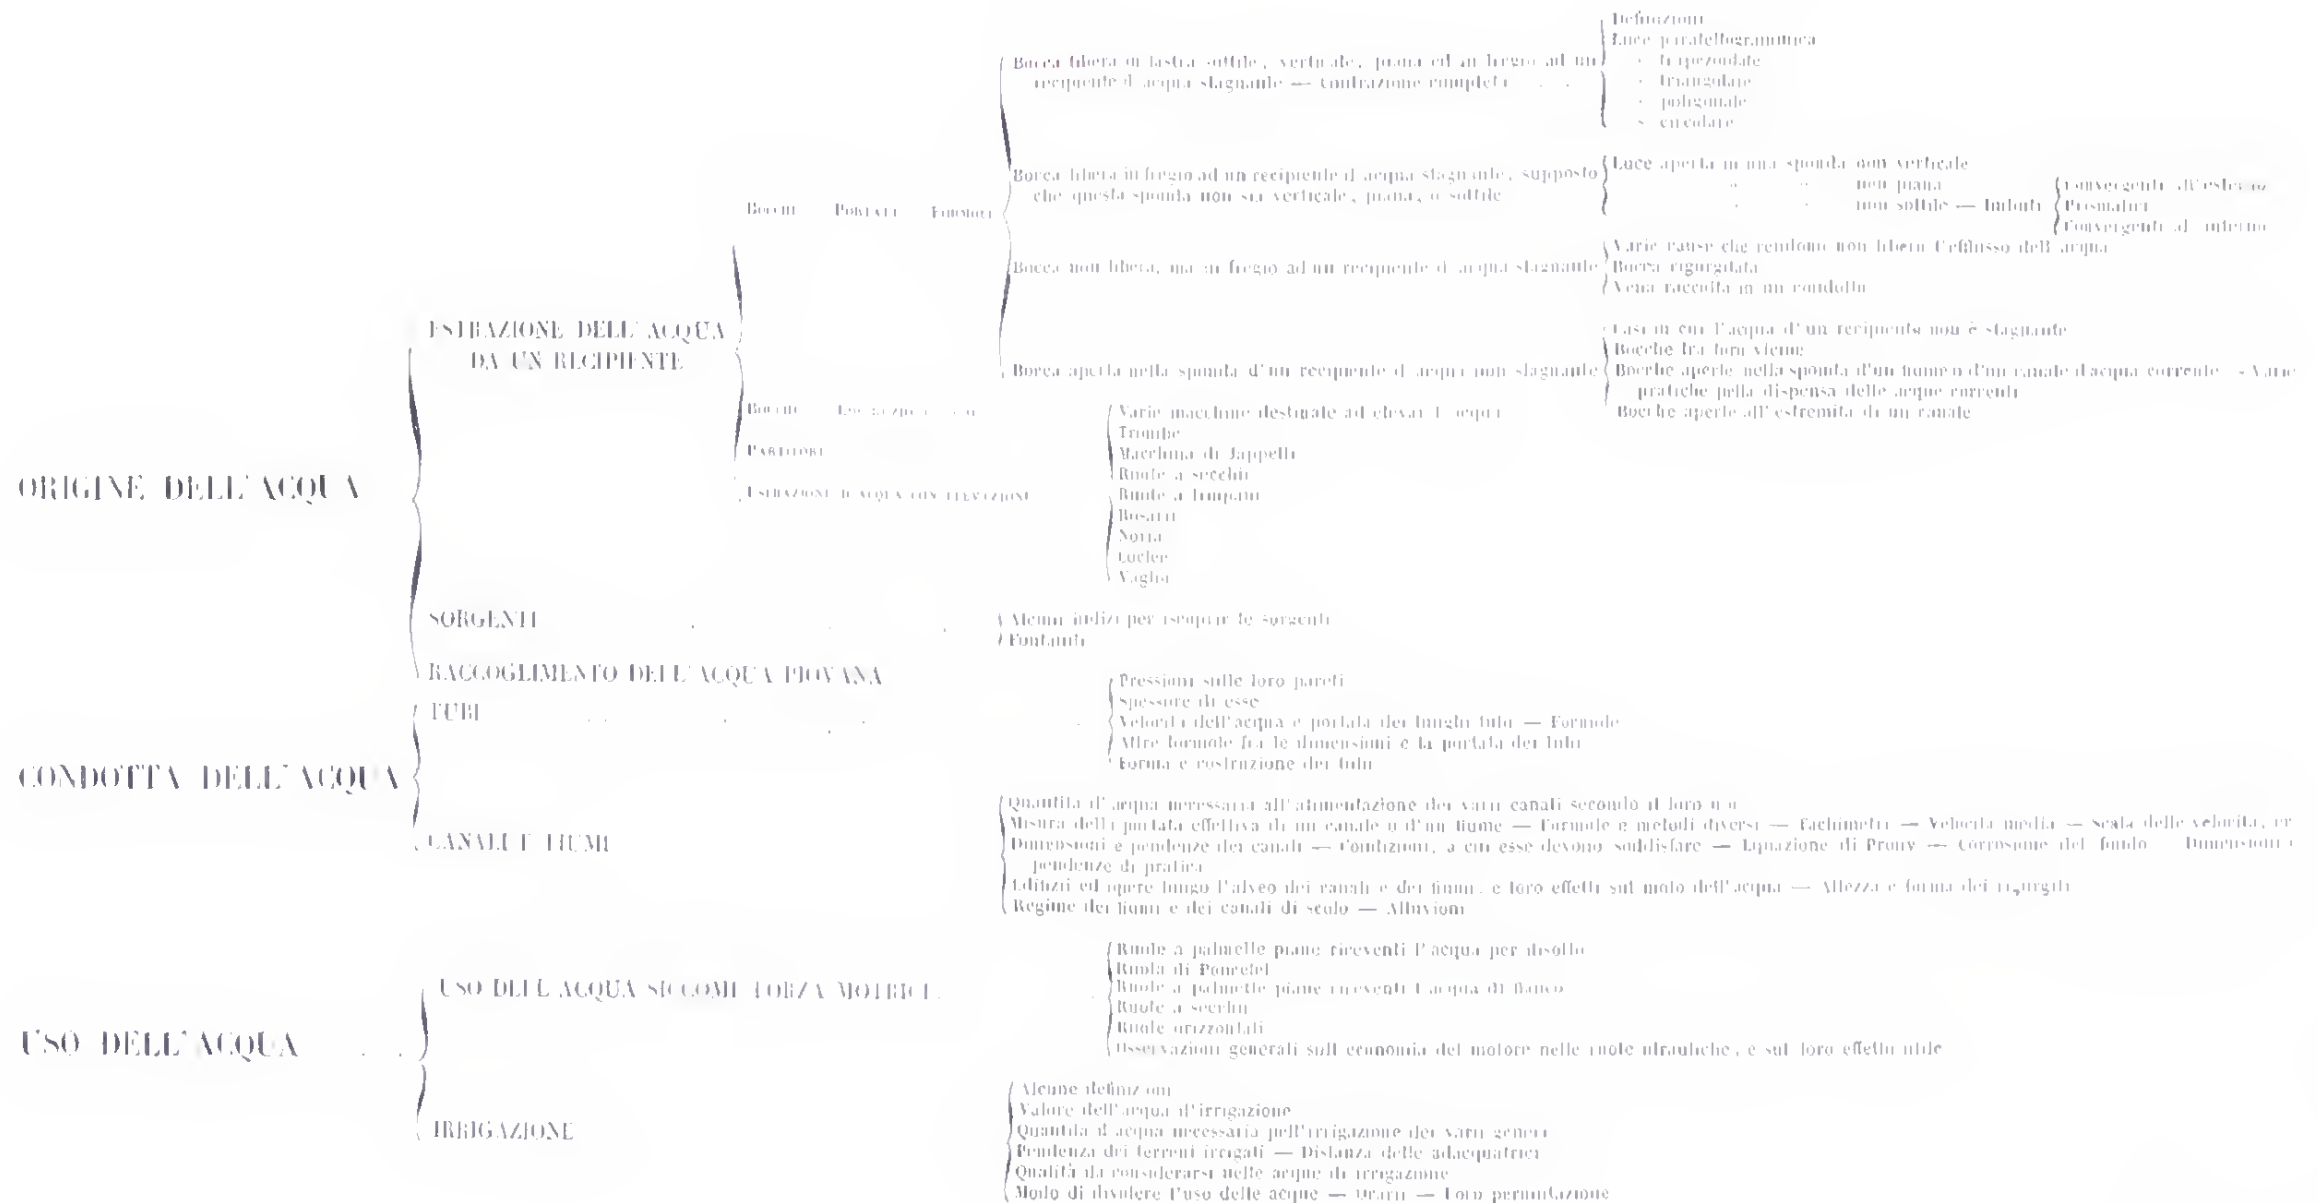 ORIGINE DELL'ACQUA
ESTRAZIONE DELL'ACQUA
DA UN RECIPIENTE
Bocca libera in lastra sottile, verticale, piana ed in fregio ad un
recipiente d'acqua stagnante — Contrazione completa
Definizioni
Luce parallelogrammica
" trapezoidale
" triangolare
" poligonale
" circolare
Bocca libera in fregio ad un recipiente d'acqua stagnante, supposto
che questa sponda non sia verticale, piana, o sottile
Luce aperta in una sponda non verticale
" " non piana
" " non sottile — Tubi
Convergenti all'esterno
Prismatici
Convergenti all'interno
Bocca non libera, ma in fregio ad un recipiente d'acqua stagnante
Varie cause che rendono non libero l'efflusso dell'acqua
Bocca rigurgitata
Vena raccolta in un condotto
Bocca aperta nella sponda d'un recipiente d'acqua non stagnante
Casi in cui l'acqua d'un recipiente non è stagnante
Bocche fra loro vicine
Bocche aperte nella sponda d'un fiume o d'un canale d'acqua corrente — Varie
pratiche pella dispensa delle acque correnti
Bocche aperte all'estremità di un canale
PARTITORI
ESTRAZIONE D'ACQUA CON ELEVAZIONE
Varie macchine destinate ad elevar l'acqua
Trombe
Macchina di Jappelli
Ruote a secchie
Ruote a timpano
Rosarii
Noria
Coclee
Vaglia
SORGENTI
Alcuni indizi per iscoprir le sorgenti
Fontanili
RACCOGLIMENTO DELL'ACQUA PIOVANA
CONDOTTA DELL'ACQUA
TUBI
Pressioni sulle loro pareti
Spessore di esse
Velocità dell'acqua e portata dei lunghi tubi — Formole
Altre formole fra le dimensioni e la portata dei tubi
Forma e costruzione dei tubi
CANALI E FIUMI
Quantità d'acqua necessaria all'alimentazione dei varii canali secondo il loro uso
Misura della portata effettiva di un canale o d'un fiume — Formole e metodi diversi — Tachimetri — Velocità media — Scala delle velocità, ec
Dimensioni e pendenze dei canali — Condizioni, a cui esse devono soddisfare — Equazione di Prony — Corrosione del fondo — Dimensioni e
pendenze di pratica
Edifizii ed opere lungo l'alveo dei canali e dei fiumi, e loro effetti sul moto dell'acqua — Altezza e forma dei rigurgiti
Regime dei fiumi e dei canali di scolo — Alluvioni
USO DELL'ACQUA
USO DELL'ACQUA SICCOME FORZA MOTRICE
Ruote a palmette piane riceventi l'acqua per disotto
Ruota di Poncelet
Ruote a palmette piane riceventi l'acqua di fianco
Ruote a secchie
Ruote orizzontali
Osservazioni generali sull'economia del motore nelle ruote idrauliche, e sul loro effetto utile
IRRIGAZIONE
Alcune definizioni
Valore dell'acqua d'irrigazione
Quantità d'acqua necessaria pell'irrigazione dei varii generi
Pendenza dei terreni irrigati — Distanza delle adacquatrici
Qualità da considerarsi nelle acque di irrigazione
Modo di dividere l'uso delle acque — Orarii — Loro permutazione